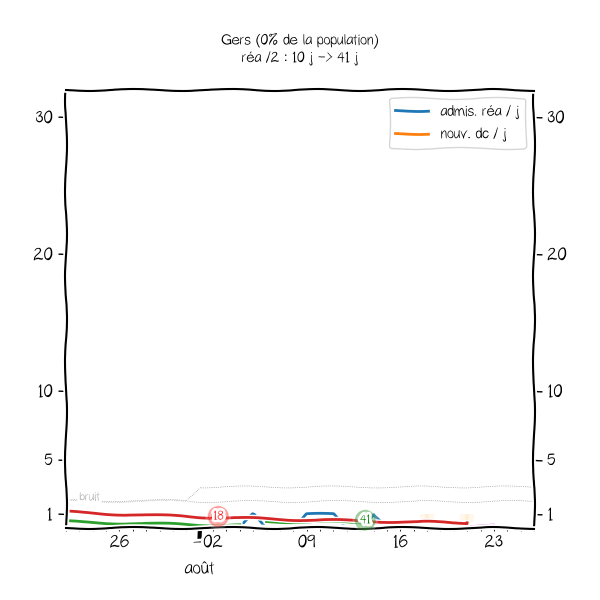 Gers (0% de la population)
réa /2 : 10 j -> 41 j
admis. réa / j
nouv. dc / j
30
30
20
20
10
10
5
5
bruit
1
18
41
1
26
02
09
16
23
août